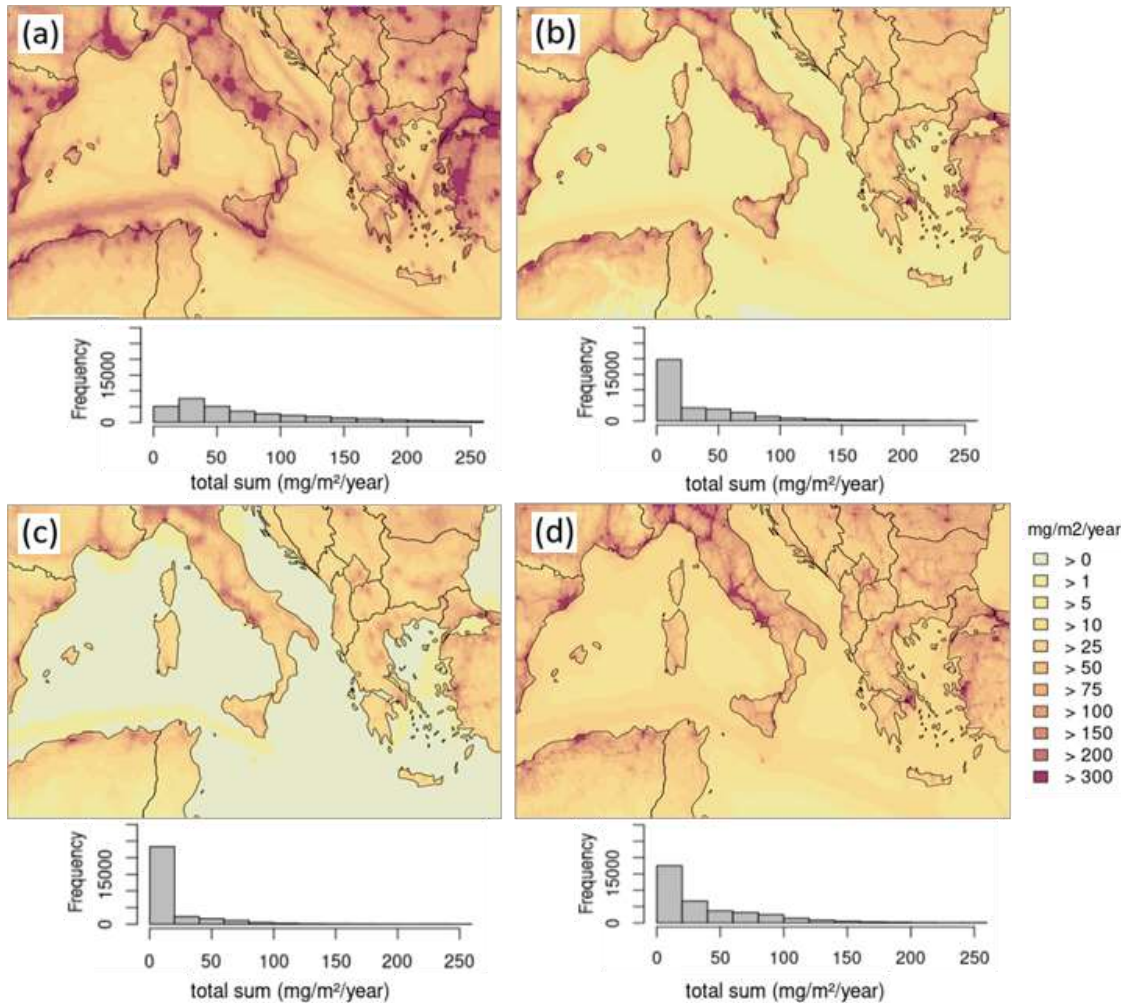 (a)
(b)
Frequency
0 15000
0 50 100 150 200 250
total sum (mg/m²/year)
Frequency
0 15000
0 50 100 150 200 250
total sum (mg/m²/year)
(c)
(d)
mg/m2/year
> 0
> 1
> 5
> 10
> 25
> 50
> 75
> 100
> 150
> 200
> 300
Frequency
0 15000
0 50 100 150 200 250
total sum (mg/m²/year)
Frequency
0 15000
0 50 100 150 200 250
total sum (mg/m²/year)